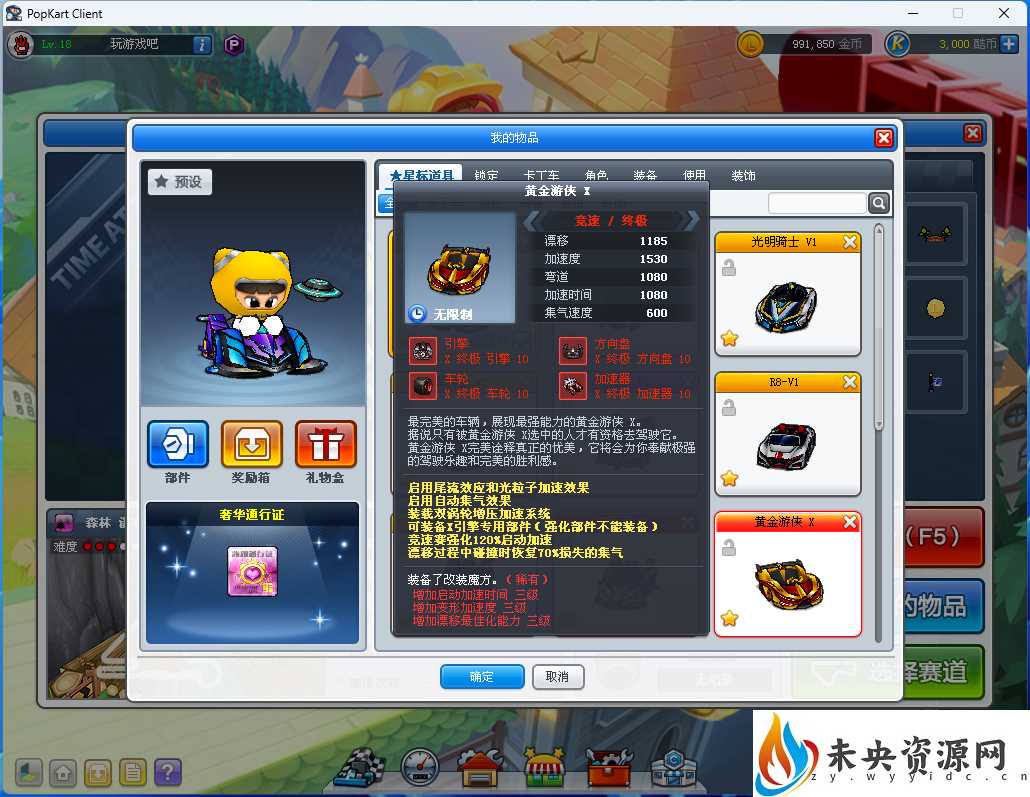 PopKart Client
Lv.18 玩游戏吧 i P
L 991,850 金币 K 3,000 酷币
我的物品
★ 预设
★星标道具 锁定 卡丁车 角色 装备 使用 装饰
黄金游侠 X
竞速 / 终极
漂移 1185
加速度 1530
弯道 1080
加速时间 1080
集气速度 600
无限制
引擎
X 终极 引擎 10
方向盘
X 终极 方向盘 10
车轮
X 终极 车轮 10
加速器
X 终极 加速器 10
最完美的车辆，展现最强能力的黄金游侠 X。
据说只有被黄金游侠 X选中的人才有资格去驾驶它。
黄金游侠 X完美诠释真正的优美，它将会为你奉献极强
的驾驶乐趣和完美的胜利感。
启用尾流效应和光粒子加速效果
启用自动集气效果
装载双涡轮增压加速系统
可装备X引擎专用部件（强化部件不能装备）
竞速赛强化120%启动加速
漂移过程中碰撞时恢复70%损失的集气
装备了改装魔方。（稀有）
增加启动加速时间 三级
增加变形加速度 三级
增加漂移最佳化能力 三级
光明骑士 V1
R8-V1
黄金游侠 X
部件 奖励箱 礼物盒
奢华通行证
TIME AT
森林
难度
(F5)
的物品
选择赛道
确定 取消
?
未央资源网
zy.wyyidc.cn